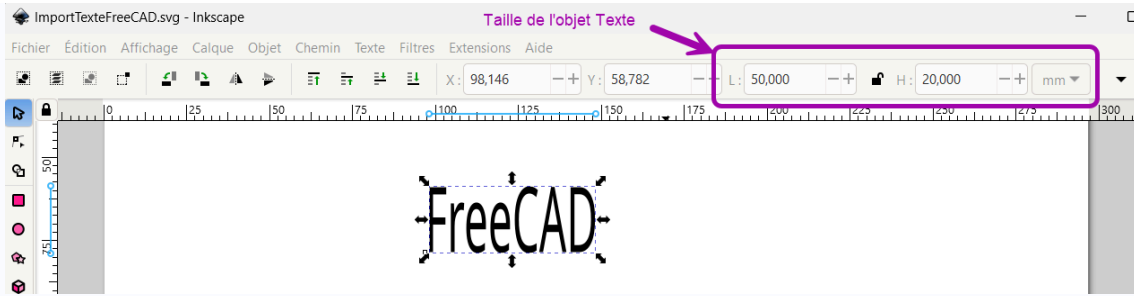 ImportTexteFreeCAD.svg - Inkscape
Taille de l'objet Texte
Fichier Édition Affichage Calque Objet Chemin Texte Filtres Extensions Aide
X: 98,146 −+ Y: 58,782 −+ L: 50,000 −+ H: 20,000 −+ mm
0 25 50 75 100 125 150 175 200 225 250 275 300
50
75
FreeCAD